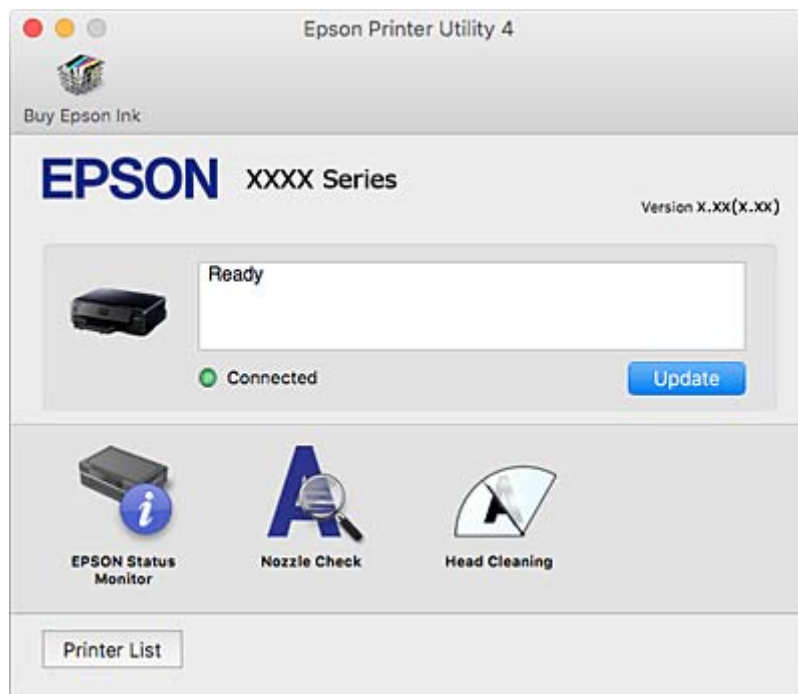 Epson Printer Utility 4
Buy Epson Ink
EPSON XXXX Series
Version X.XX(X.XX)
Ready
Connected
Update
EPSON Status
Monitor
Nozzle Check
Head Cleaning
Printer List